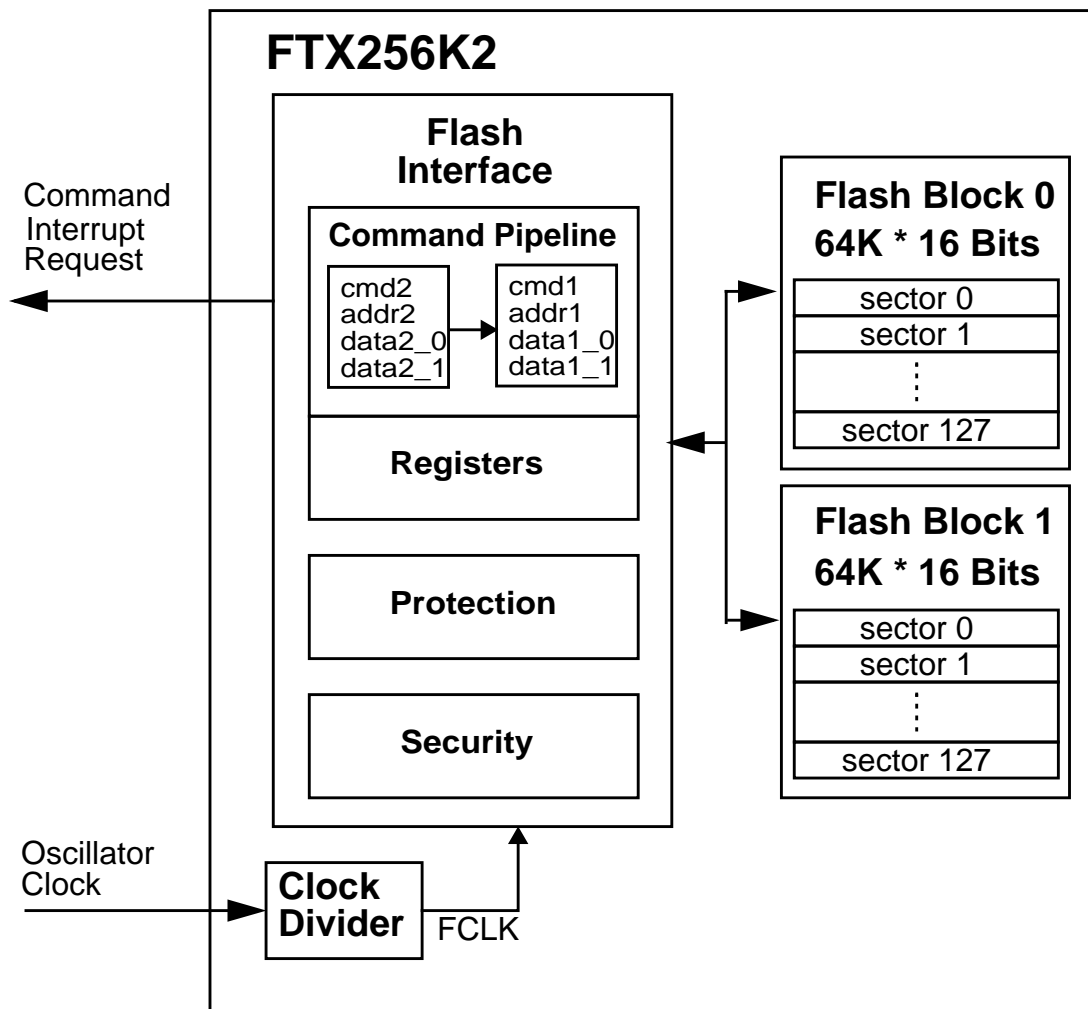 FTX256K2
Flash
Interface
Command
Interrupt
Request
Command Pipeline
cmd2
addr2
data2_0
data2_1
cmd1
addr1
data1_0
data1_1
Registers
Protection
Security
Flash Block 0
64K * 16 Bits
sector 0
sector 1
sector 127
Flash Block 1
64K * 16 Bits
sector 0
sector 1
sector 127
Oscillator
Clock
Clock
Divider
FCLK